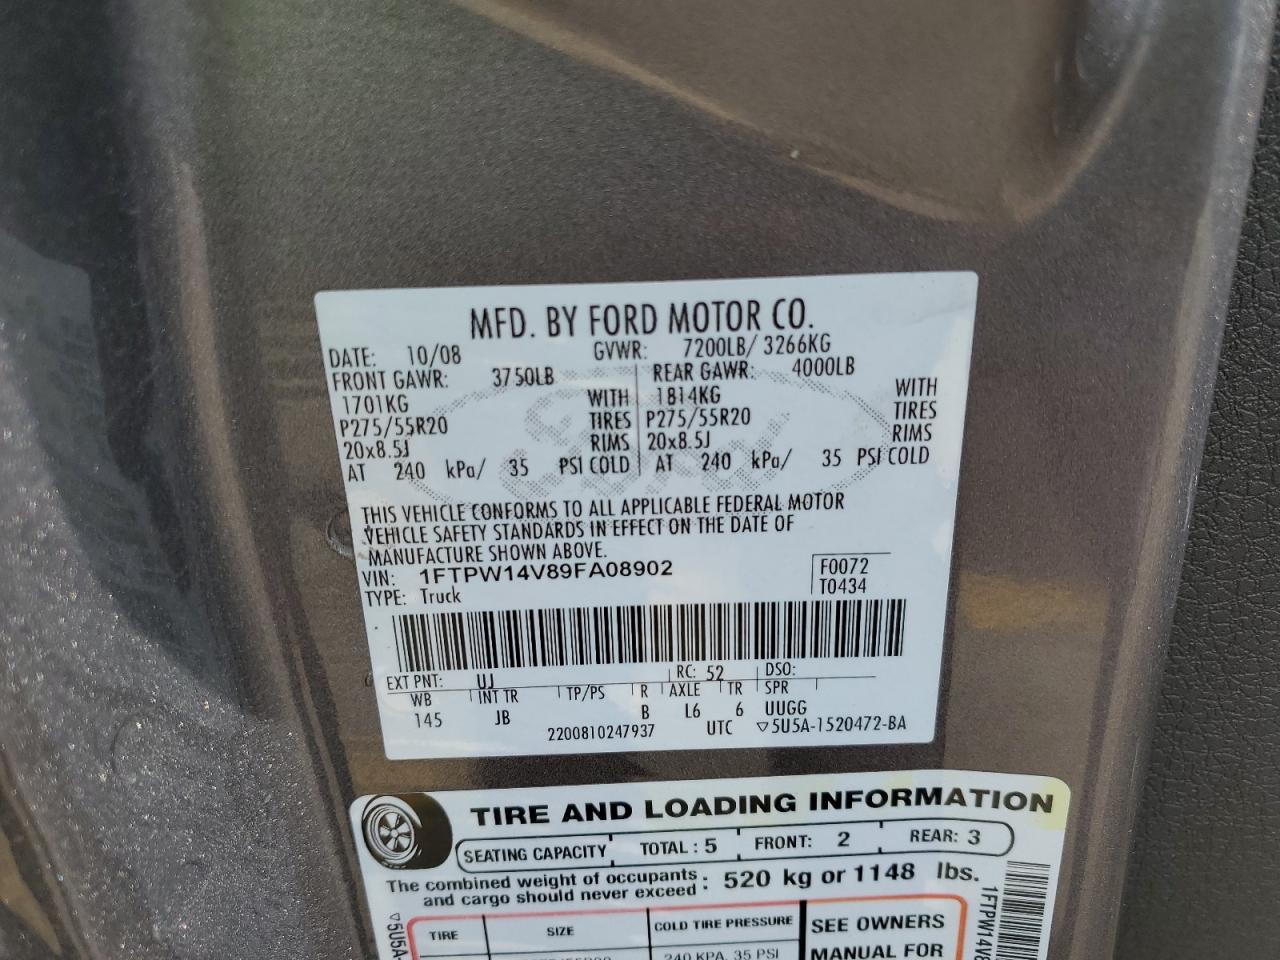 MFD. BY FORD MOTOR CO.
DATE: 10/08 GVWR: 7200LB/ 3266KG
FRONT GAWR: 3750LB REAR GAWR: 4000LB
1701KG WITH 1814KG WITH
P275/55R20 TIRES P275/55R20 TIRES
20x8.5J RIMS 20x8.5J RIMS
AT 240 kPa/ 35 PSI COLD AT 240 kPa/ 35 PSI COLD
Ford
THIS VEHICLE CONFORMS TO ALL APPLICABLE FEDERAL MOTOR
VEHICLE SAFETY STANDARDS IN EFFECT ON THE DATE OF
MANUFACTURE SHOWN ABOVE.
VIN: 1FTPW14V89FA08902 F0072
TYPE: Truck T0434
EXT PNT: UJ RC: 52 DSO:
WB INT TR TP/PS R AXLE TR SPR
145 JB B L6 6 UUGG
2200810247937 UTC ▽5U5A-1520472-BA
TIRE AND LOADING INFORMATION
SEATING CAPACITY TOTAL : 5 FRONT: 2 REAR: 3
The combined weight of occupants
and cargo should never exceed : 520 kg or 1148 lbs.
TIRE SIZE COLD TIRE PRESSURE SEE OWNERS
240 KPA, 35 PSI MANUAL FOR
▽5U5A-
1FTPW14V8